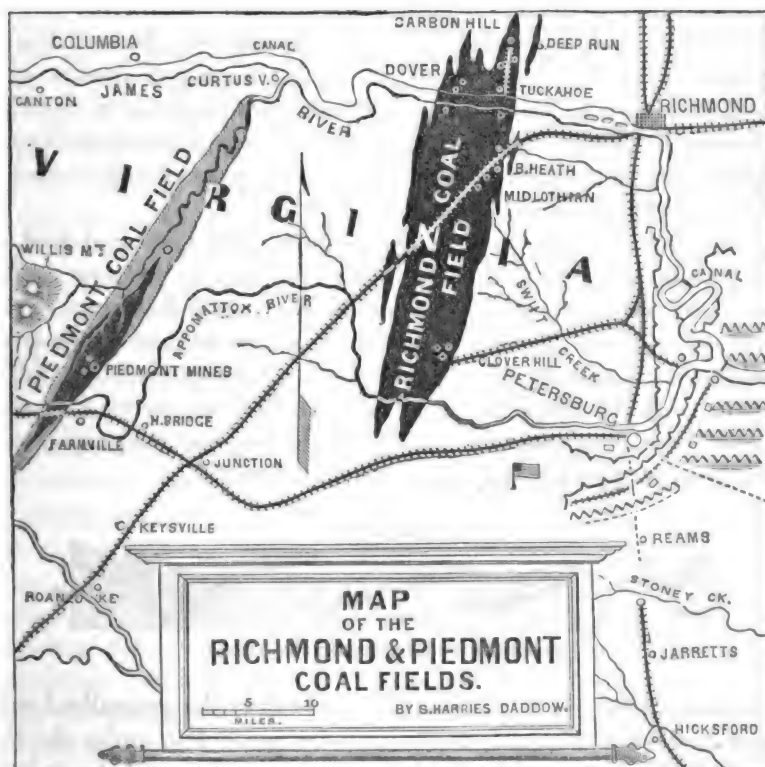 CARBON HILL
COLUMBIA
CANAL
DEEP RUN
CURTUS V.
DOVER
CANTON
JAMES
RIVER
TUCKAHOE
RICHMOND
VIRGINIA
B.HEATH
MIDLOTHIAN
WILLIS MT
PIEDMONT COAL FIELD
RICHMOND COAL
FIELD
CANAL
APPOMATTOX RIVER
SWIFT
CREEK
PIEDMONT MINES
CLOVER HILL
PETERSBURG
FARMVILLE
H.BRIDGE
JUNCTION
KEYSVILLE
REAMS
ROANOKE
STONEY CK.
JARRETTS
HICKSFORD
MAP
OF THE
RICHMOND & PIEDMONT
COAL FIELDS.
5 10
MILES.
BY S.HARRIES DADDOW.